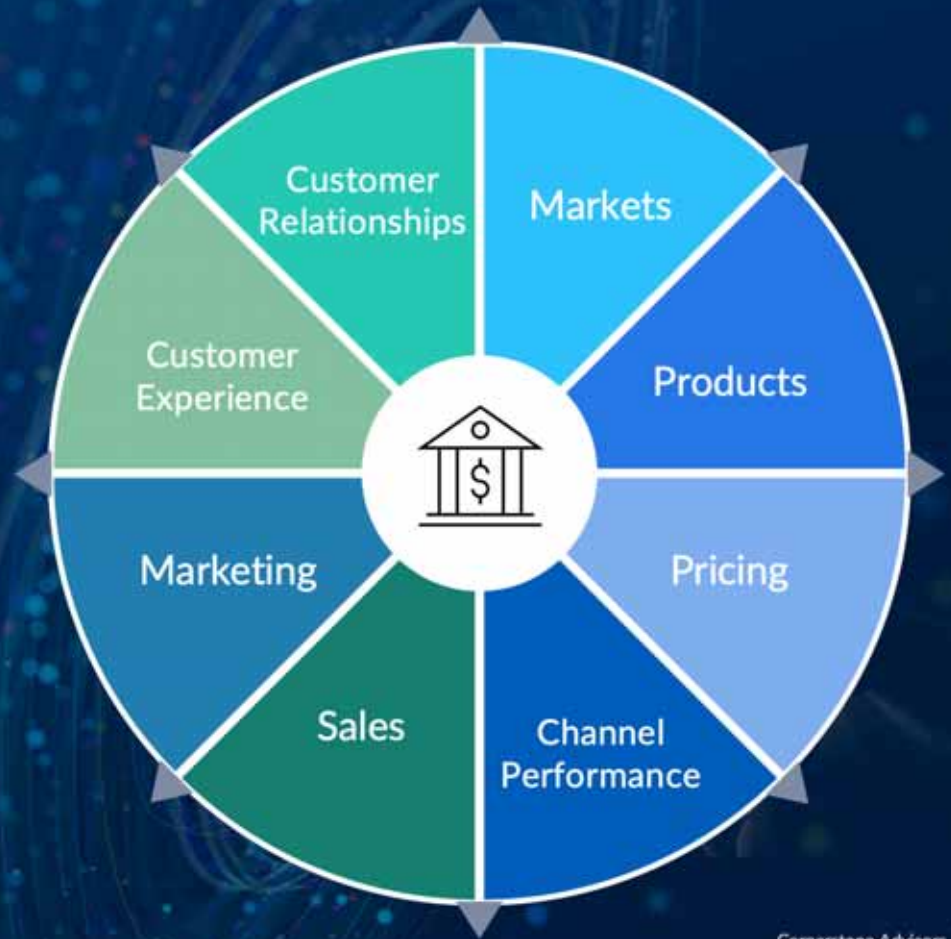 Customer
Relationships
Markets
Products
Pricing
Channel
Performance
Sales
Marketing
Customer
Experience
$